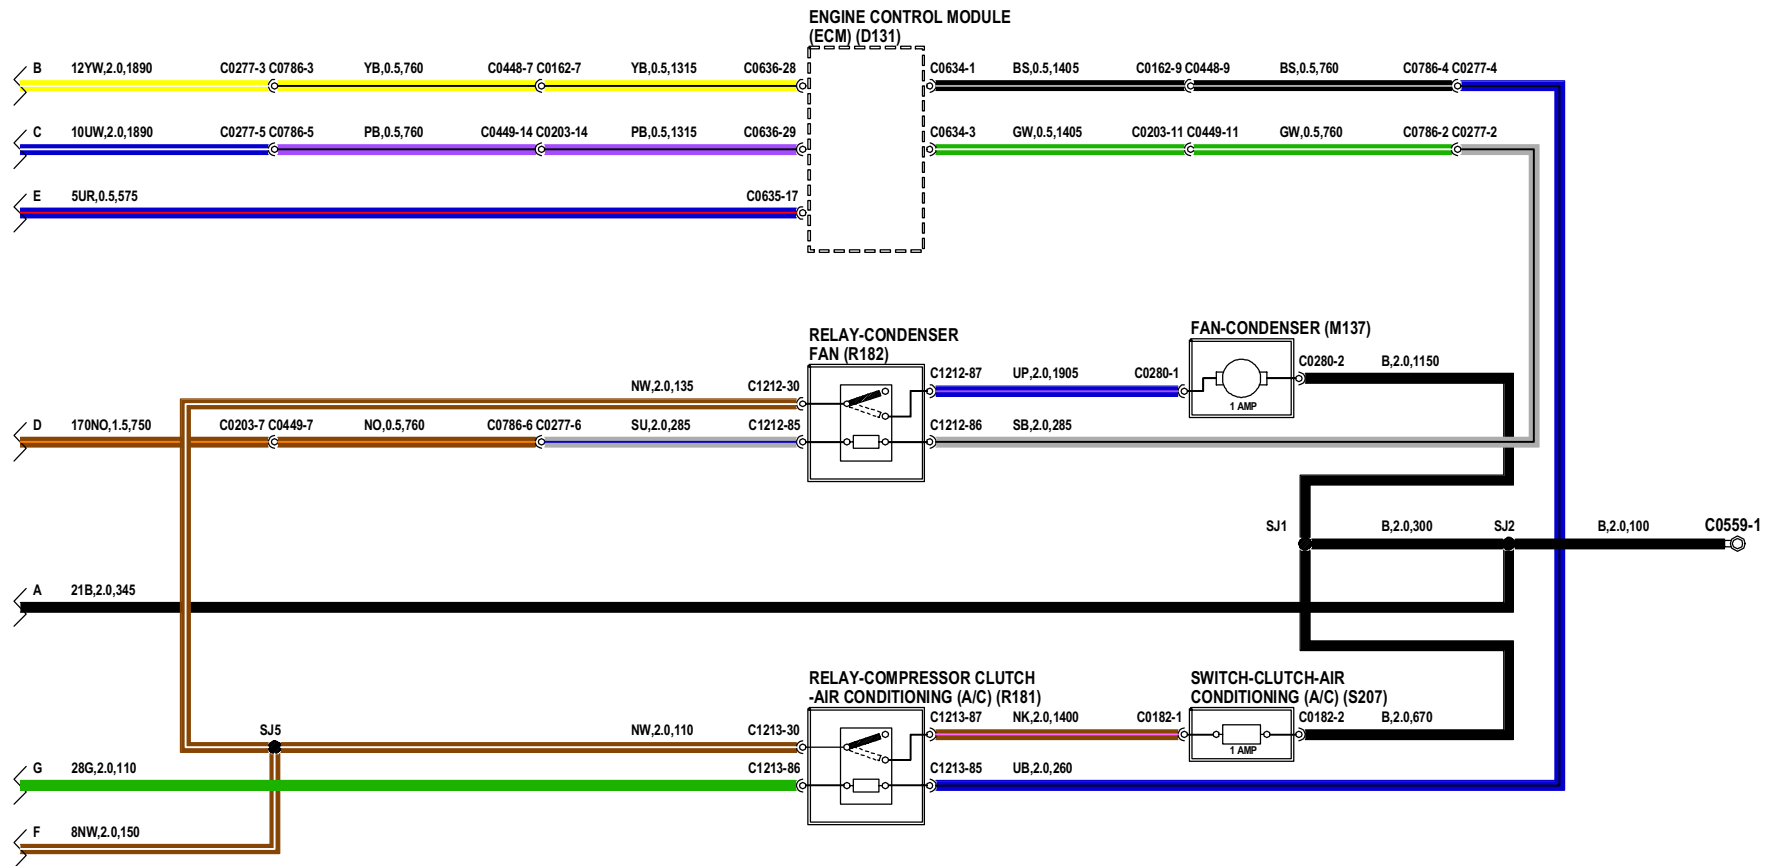 ENGINE CONTROL MODULE
(ECM) (D131)
B 12YW,2.0,1890 C0277-3 C0786-3 YB,0.5,760 C0448-7 C0162-7 YB,0.5,1315 C0636-28 C0634-1 BS,0.5,1405 C0162-9 C0448-9 BS,0.5,760 C0786-4 C0277-4
C 10UW,2.0,1890 C0277-5 C0786-5 PB,0.5,760 C0449-14 C0203-14 PB,0.5,1315 C0636-29 C0634-3 GW,0.5,1405 C0203-11 C0449-11 GW,0.5,760 C0786-2 C0277-2
E 5UR,0.5,575 C0635-17
RELAY-CONDENSER
FAN (R182)
FAN-CONDENSER (M137)
NW,2.0,135 C1212-30 C1212-87 UP,2.0,1905 C0280-1 C0280-2 B,2.0,1150
1 AMP
D 170NO,1.5,750 C0203-7 C0449-7 NO,0.5,760 C0786-6 C0277-6 SU,2.0,285 C1212-85 C1212-86 SB,2.0,285
SJ1 B,2.0,300 SJ2 B,2.0,100 C0559-1
A 21B,2.0,345
RELAY-COMPRESSOR CLUTCH
-AIR CONDITIONING (A/C) (R181)
SWITCH-CLUTCH-AIR
CONDITIONING (A/C) (S207)
SJ5 NW,2.0,110 C1213-30 C1213-87 NK,2.0,1400 C0182-1 C0182-2 B,2.0,670
1 AMP
G 28G,2.0,110 C1213-86 C1213-85 UB,2.0,260
F 8NW,2.0,150